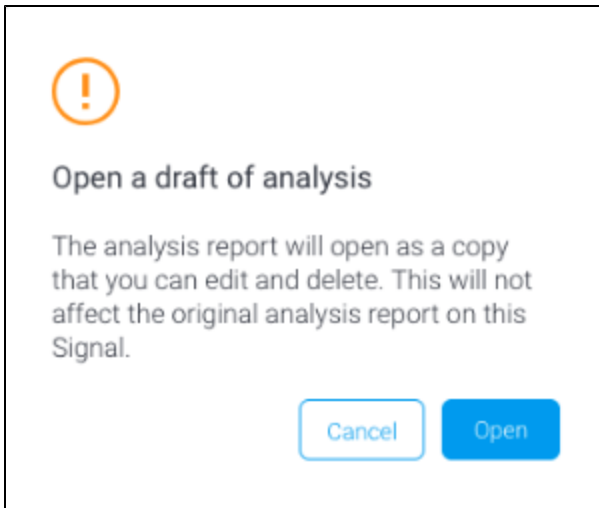 Open a draft of analysis
The analysis report will open as a copy
that you can edit and delete. This will not
affect the original analysis report on this
Signal.
Cancel
Open